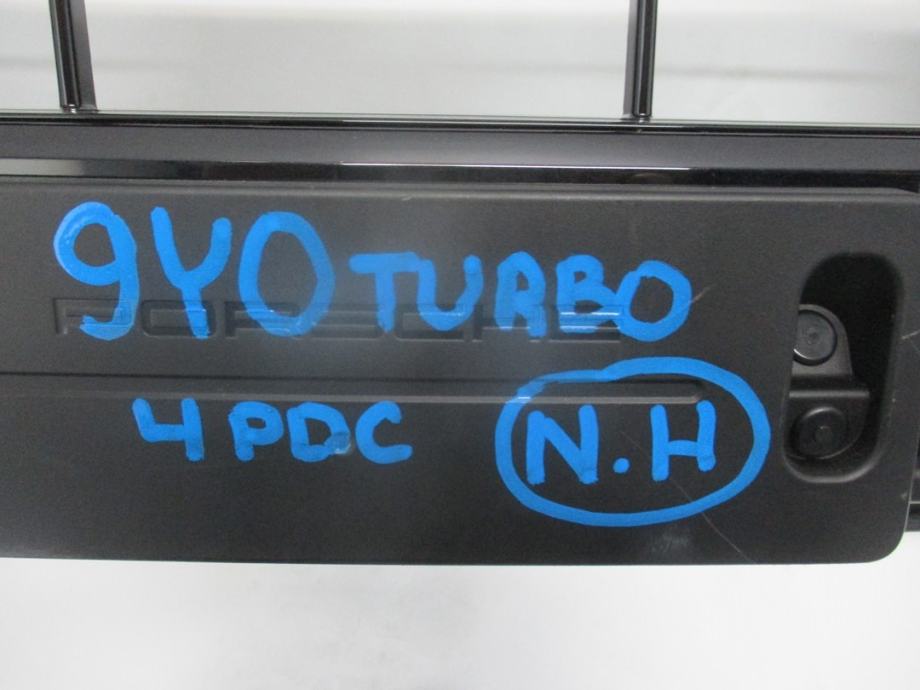 9Y0 TURBO
PORSCHE
4 PDC N.H